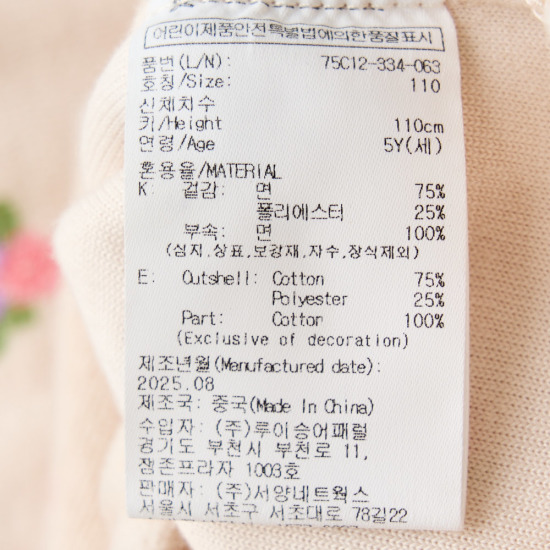 어린이제품안전특별법에의한품질표시
품번(L/N): 75C12-334-063
호칭/Size: 110
신체치수
키/Height 110cm
연령/Age 5Y(세)
혼용율/MATERIAL
K: 겉감: 면 75%
폴리에스터 25%
부속: 면 100%
(심지,상표,보강재,자수,장식제외)
E: Outshell: Cotton 75%
Polyester 25%
Part: Cotton 100%
(Exclusive of decoration)
제조년월(Manufactured date):
2025.08
제조국: 중국(Made In China)
수입자: (주)루이승어패럴
경기도 부천시 부천로 11,
잼존프라자 1003호
판매자: (주)서양네트웍스
서울시 서초구 서초대로 78길22